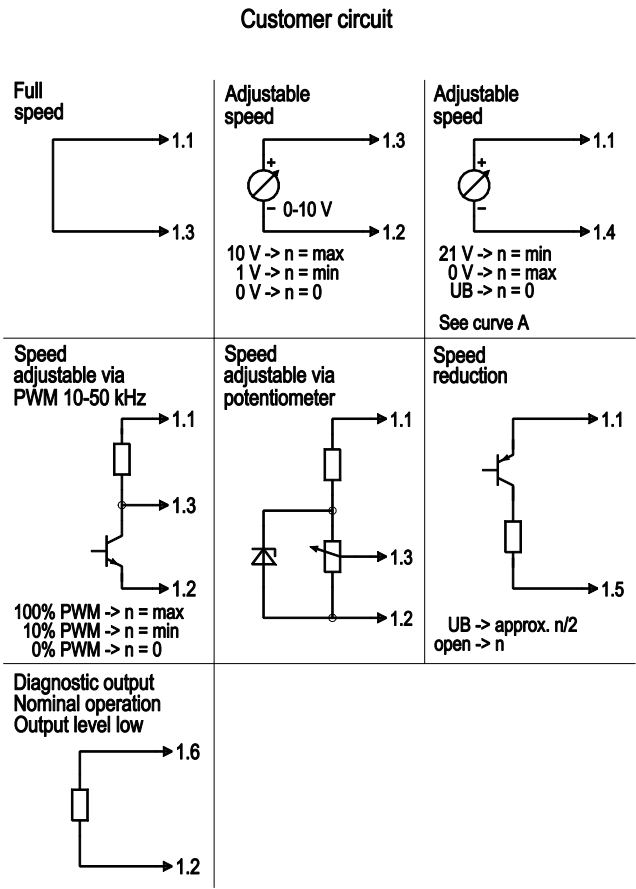 Customer circuit
Full
speed
1.1
1.3
Adjustable
speed
1.3
+
–
0-10 V
1.2
10 V -> n = max
1 V -> n = min
0 V -> n = 0
Adjustable
speed
1.1
+
–
1.4
21 V -> n = min
0 V -> n = max
UB -> n = 0
See curve A
Speed
adjustable via
PWM 10-50 kHz
1.1
1.3
1.2
100% PWM -> n = max
10% PWM -> n = min
0% PWM -> n = 0
Speed
adjustable via
potentiometer
1.1
1.3
1.2
Speed
reduction
1.1
1.5
UB -> approx. n/2
open -> n
Diagnostic output
Nominal operation
Output level low
1.6
1.2